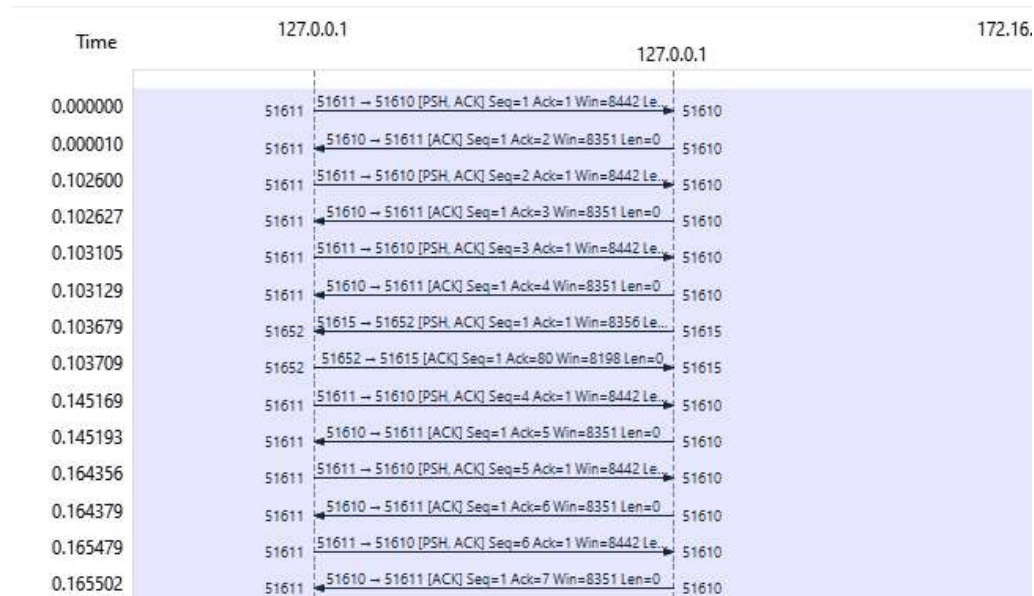 127.0.0.1 172.16.
Time
127.0.0.1
0.000000 51611 51611 → 51610 [PSH, ACK] Seq=1 Ack=1 Win=8442 Le... 51610
0.000010 51611 51610 → 51611 [ACK] Seq=1 Ack=2 Win=8351 Len=0 51610
0.102600 51611 51611 → 51610 [PSH, ACK] Seq=2 Ack=1 Win=8442 Le... 51610
0.102627 51611 51610 → 51611 [ACK] Seq=1 Ack=3 Win=8351 Len=0 51610
0.103105 51611 51611 → 51610 [PSH, ACK] Seq=3 Ack=1 Win=8442 Le... 51610
0.103129 51611 51610 → 51611 [ACK] Seq=1 Ack=4 Win=8351 Len=0 51610
0.103679 51652 51615 → 51652 [PSH, ACK] Seq=1 Ack=1 Win=8356 Le... 51615
0.103709 51652 51652 → 51615 [ACK] Seq=1 Ack=80 Win=8198 Len=0 51615
0.145169 51611 51611 → 51610 [PSH, ACK] Seq=4 Ack=1 Win=8442 Le... 51610
0.145193 51611 51610 → 51611 [ACK] Seq=1 Ack=5 Win=8351 Len=0 51610
0.164356 51611 51611 → 51610 [PSH, ACK] Seq=5 Ack=1 Win=8442 Le... 51610
0.164379 51611 51610 → 51611 [ACK] Seq=1 Ack=6 Win=8351 Len=0 51610
0.165479 51611 51611 → 51610 [PSH, ACK] Seq=6 Ack=1 Win=8442 Le... 51610
0.165502 51611 51610 → 51611 [ACK] Seq=1 Ack=7 Win=8351 Len=0 51610